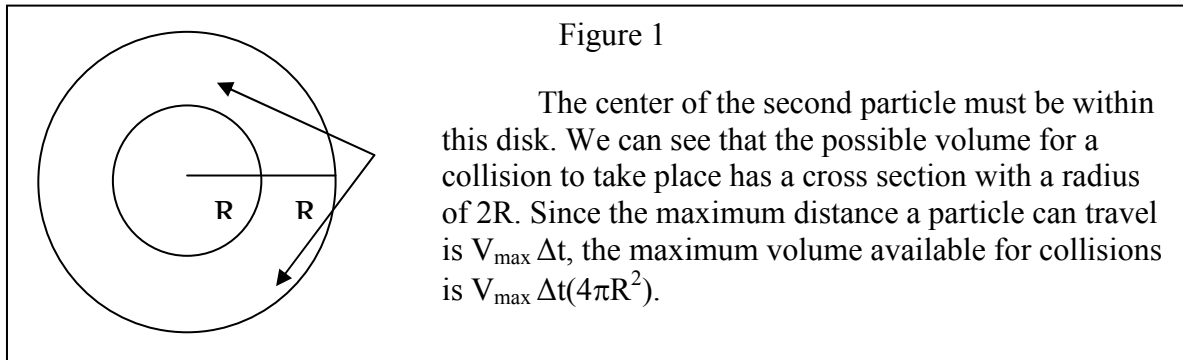 Figure 1
The center of the second particle must be within
this disk. We can see that the possible volume for a
collision to take place has a cross section with a radius
of 2R. Since the maximum distance a particle can travel
is Vmax Δt, the maximum volume available for collisions
is Vmax Δt(4πR²).
R R